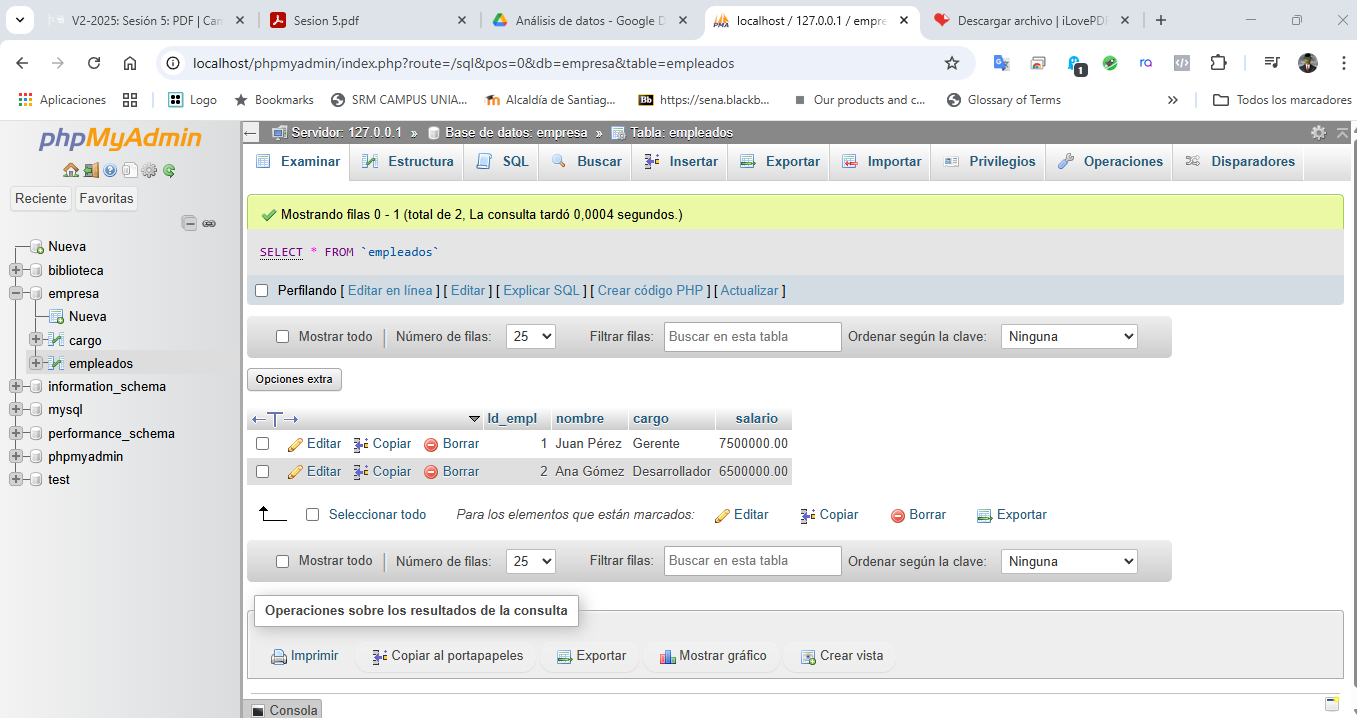 V2-2025: Sesión 5: PDF | Can
Sesion 5.pdf
Análisis de datos - Google D
localhost / 127.0.0.1 / empre
Descargar archivo | iLovePDF
localhost/phpmyadmin/index.php?route=/sql&pos=0&db=empresa&table=empleados
1
Aplicaciones
Logo
Bookmarks
SRM CAMPUS UNIA...
Alcaldía de Santiag...
Bb
https://sena.blackb...
Our products and c...
Glossary of Terms
Todos los marcadores
phpMyAdmin
Reciente Favoritas
Nueva
biblioteca
empresa
Nueva
cargo
empleados
information_schema
mysql
performance_schema
phpmyadmin
test
Servidor: 127.0.0.1 » Base de datos: empresa » Tabla: empleados
Examinar Estructura SQL Buscar Insertar Exportar Importar Privilegios Operaciones Disparadores
Mostrando filas 0 - 1 (total de 2, La consulta tardó 0,0004 segundos.)
SELECT * FROM `empleados`
Perfilando [ Editar en línea ] [ Editar ] [ Explicar SQL ] [ Crear código PHP ] [ Actualizar ]
Mostrar todo Número de filas: 25 Filtrar filas: Buscar en esta tabla Ordenar según la clave: Ninguna
Opciones extra
Id_empl nombre cargo salario
Editar Copiar Borrar 1 Juan Pérez Gerente 7500000.00
Editar Copiar Borrar 2 Ana Gómez Desarrollador 6500000.00
Seleccionar todo Para los elementos que están marcados: Editar Copiar Borrar Exportar
Mostrar todo Número de filas: 25 Filtrar filas: Buscar en esta tabla Ordenar según la clave: Ninguna
Operaciones sobre los resultados de la consulta
Imprimir Copiar al portapapeles Exportar Mostrar gráfico Crear vista
Consola